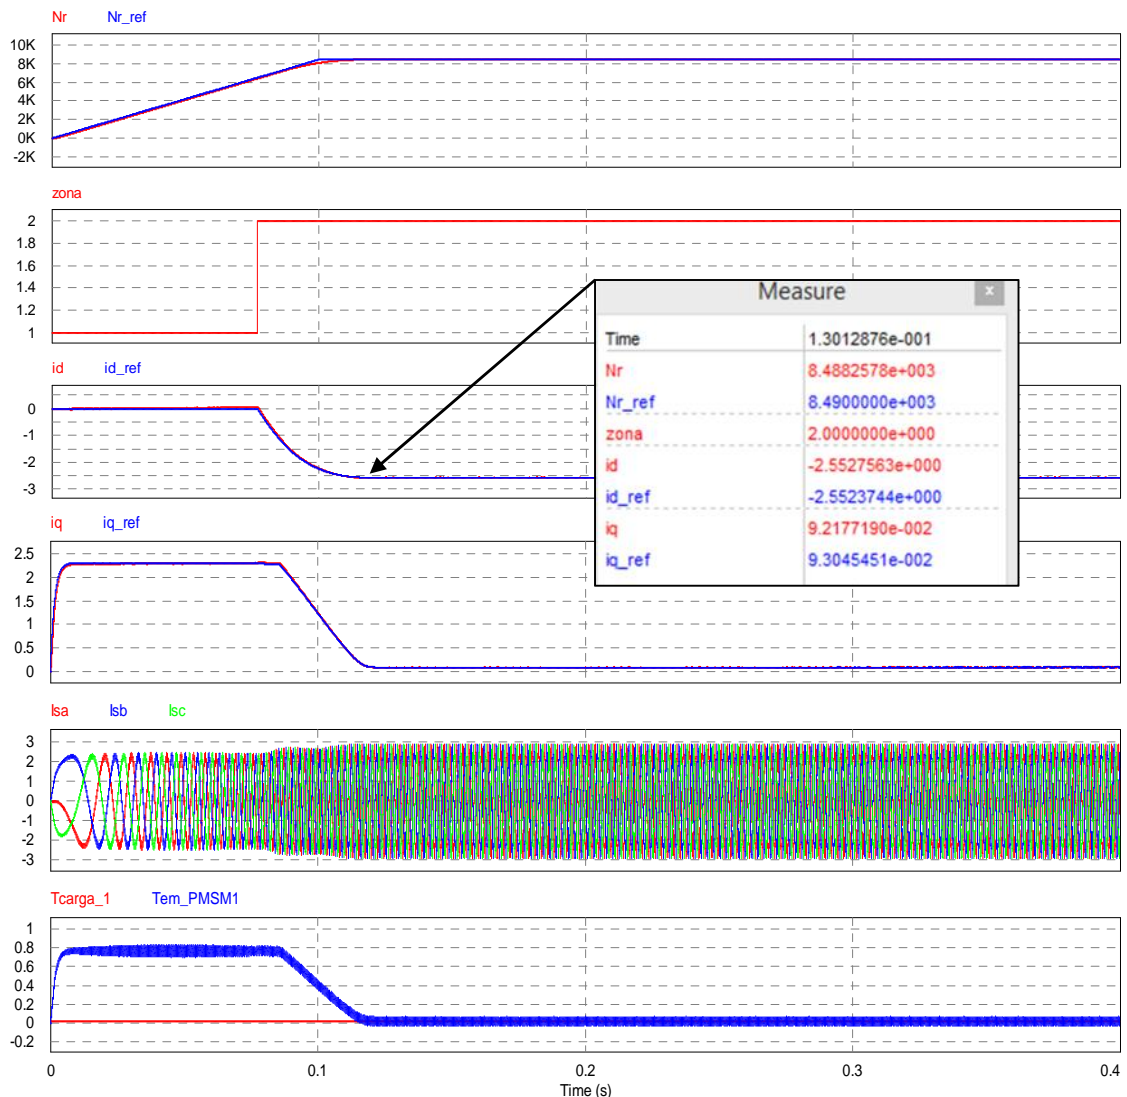 Nr Nr_ref
10K
8K
6K
4K
2K
0K
-2K
zona
2
1.8
1.6
1.4
1.2
1
Measure x
Time 1.3012876e-001
Nr 8.4882578e+003
Nr_ref 8.4900000e+003
zona 2.0000000e+000
id -2.5527563e+000
id_ref -2.5523744e+000
iq 9.2177190e-002
iq_ref 9.3045451e-002
id id_ref
0
-1
-2
-3
iq iq_ref
2.5
2
1.5
1
0.5
0
Isa Isb Isc
3
2
1
0
-1
-2
-3
Tcarga_1 Tem_PMSM1
1
0.8
0.6
0.4
0.2
0
-0.2
0 0.1 0.2 0.3 0.4
Time (s)